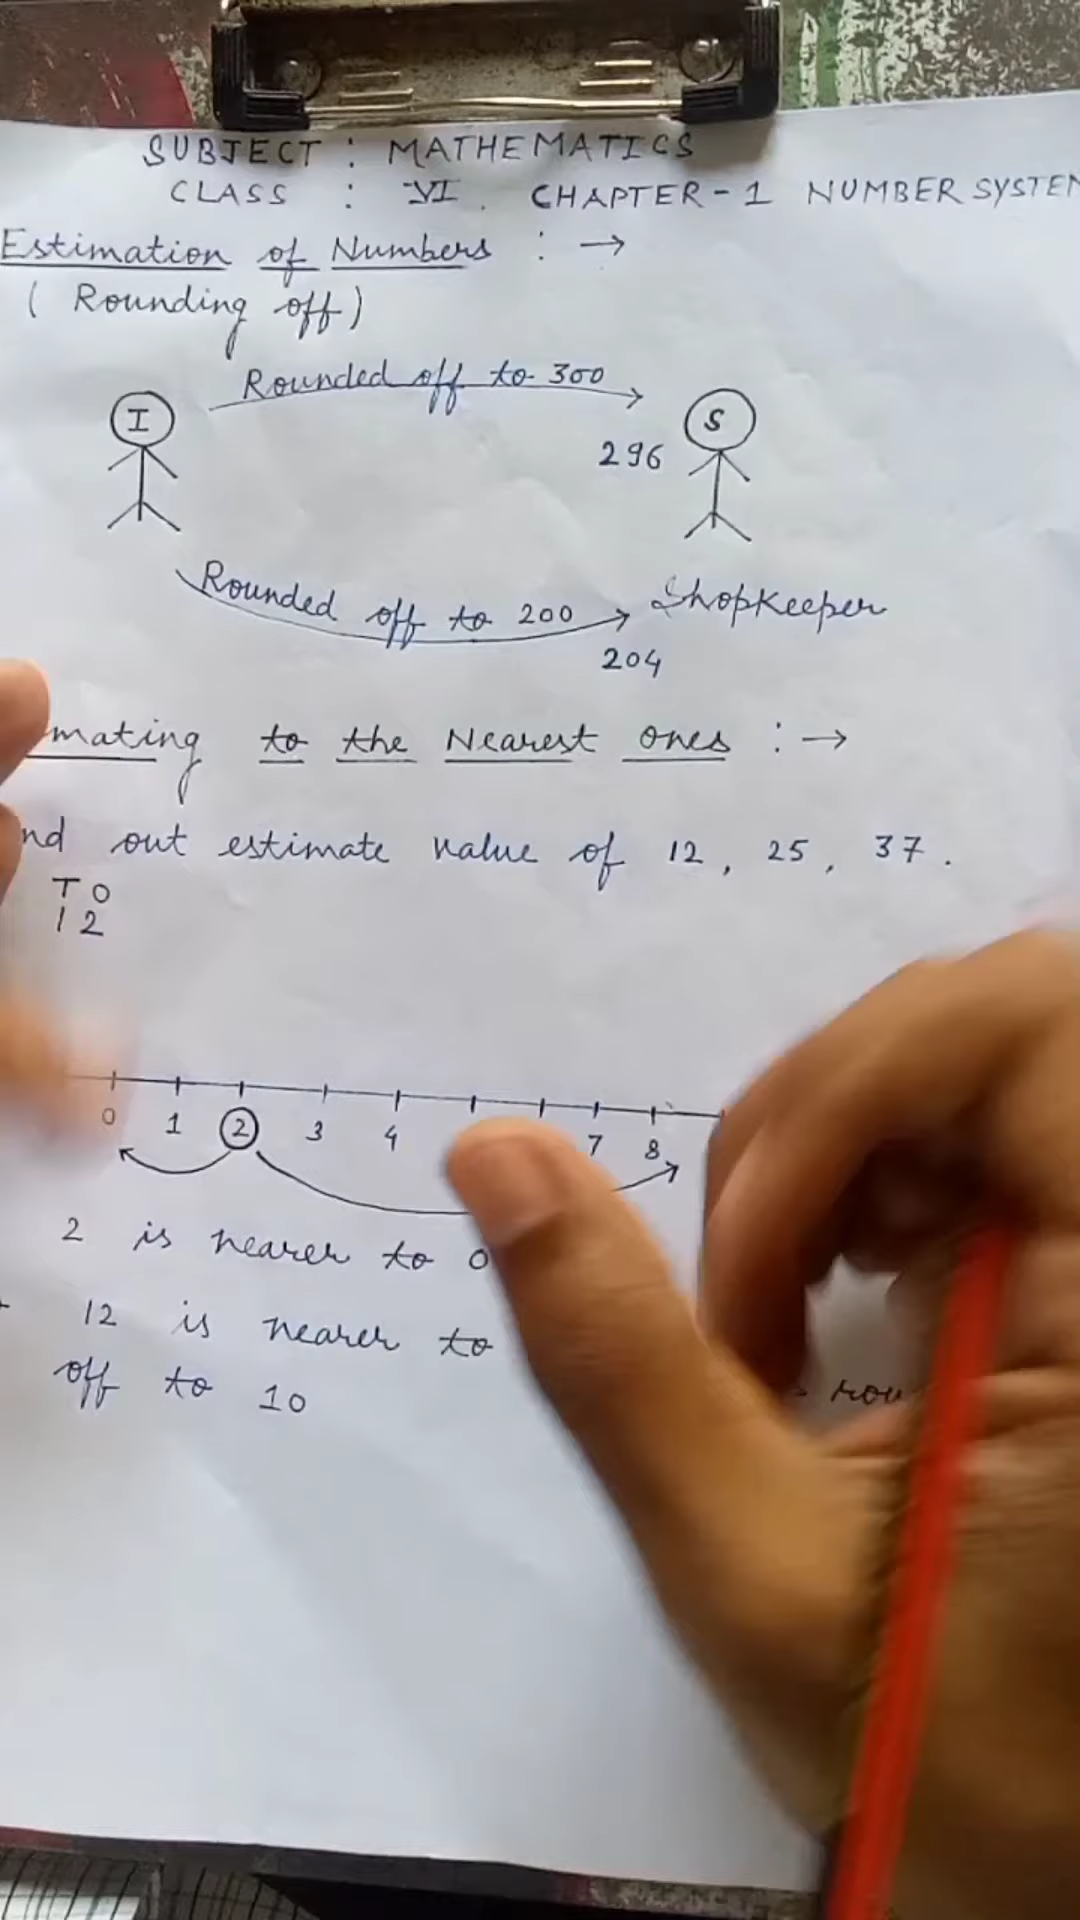 SUBJECT : MATHEMATICS
CLASS : VI. CHAPTER-1 NUMBER SYSTEM
Estimation of Numbers : →
( Rounding off )
Rounded off to 300
I S
296
Rounded off to 200 → Shopkeeper
204
mating to the Nearest ones : →
nd out estimate value of 12, 25, 37.
T O
1 2
0 1 2 3 4 7 8
2 is nearer to 0
12 is nearer to
off to 10